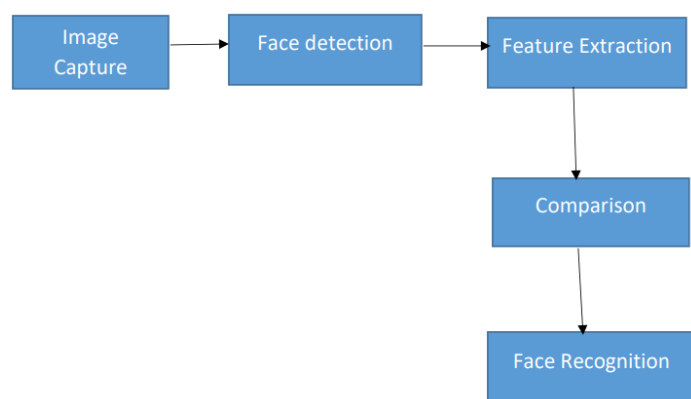 Image
Capture
Face detection
Feature Extraction
Comparison
Face Recognition